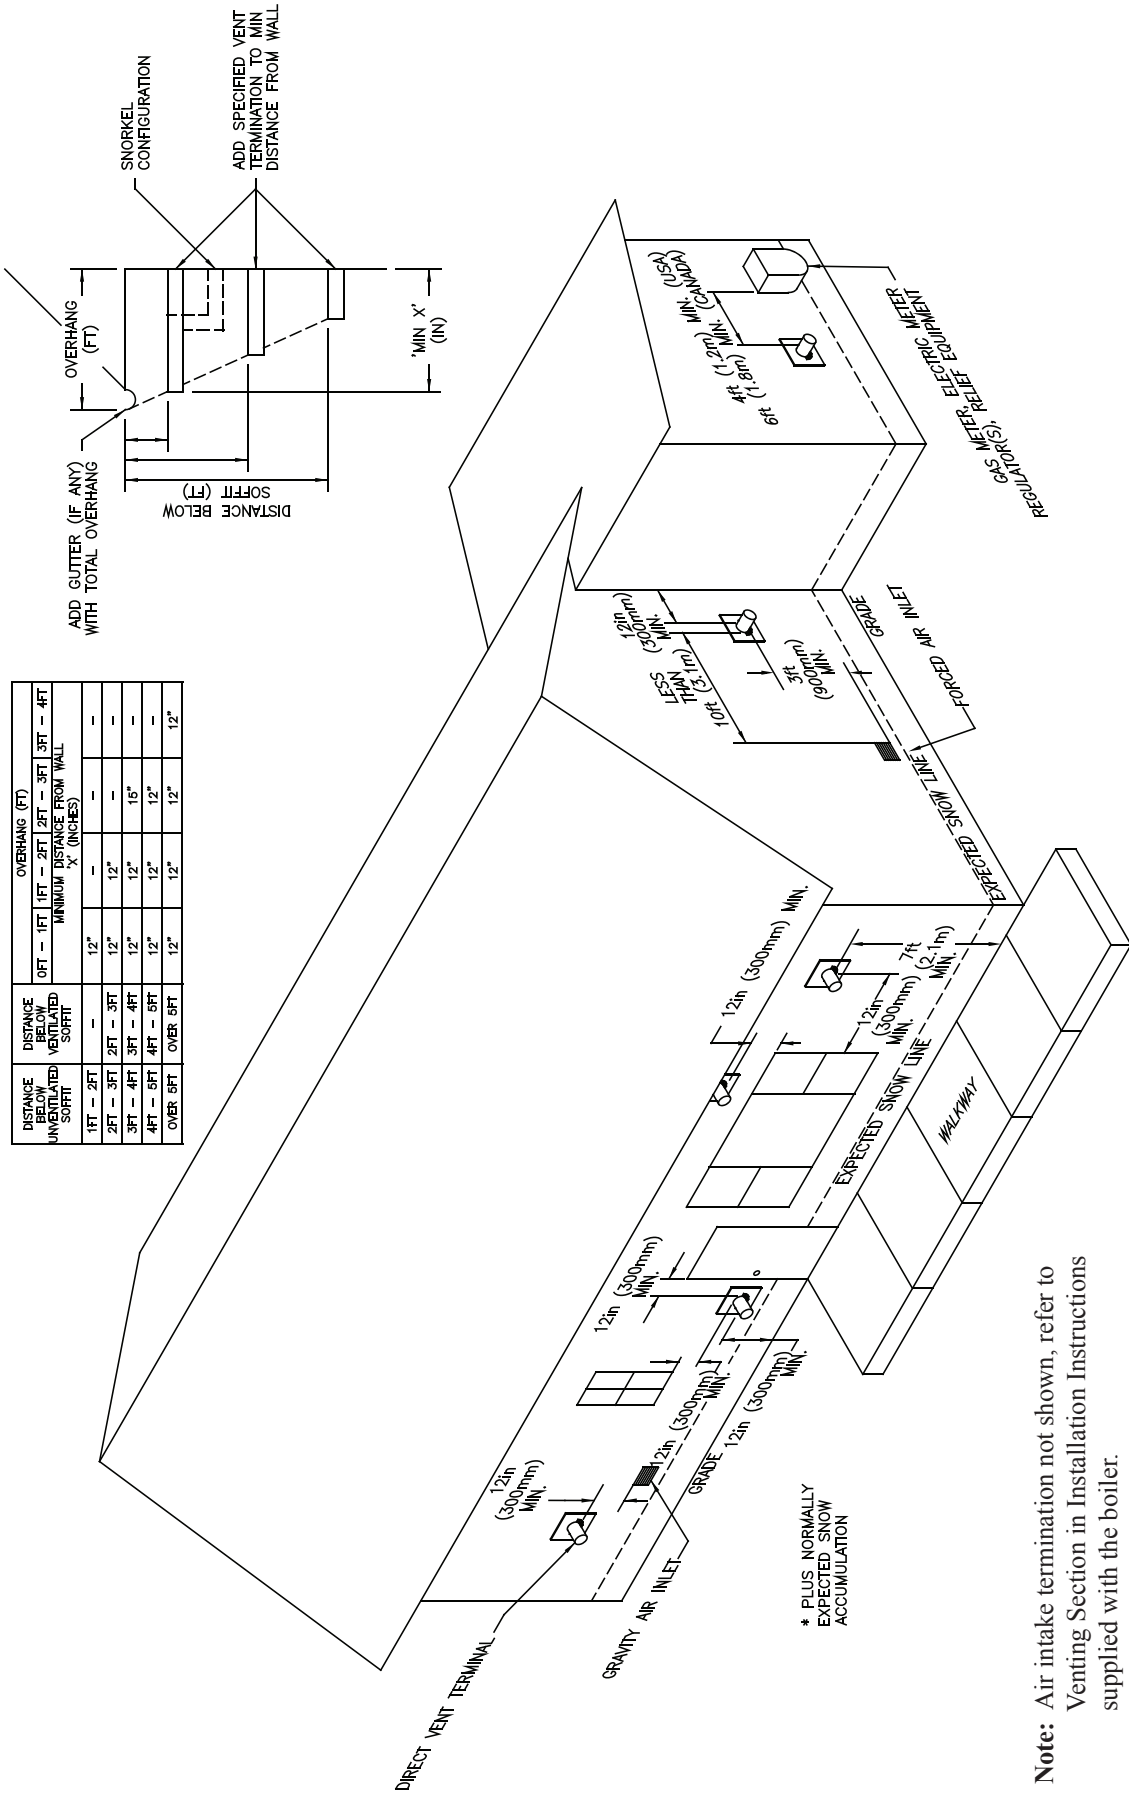 DISTANCE BELOW UNVENTILATED SOFFIT
DISTANCE BELOW VENTILATED SOFFIT
OVERHANG (FT)
0FT - 1FT 1FT - 2FT 2FT - 3FT 3FT - 4FT
MINIMUM DISTANCE FROM WALL
'X' (INCHES)
1FT - 2FT - 12" - - -
2FT - 3FT 2FT - 3FT 12" 12" - -
3FT - 4FT 3FT - 4FT 12" 12" 15" -
4FT - 5FT 4FT - 5FT 12" 12" 12" -
OVER 5FT OVER 5FT 12" 12" 12" 12"
ADD GUTTER (IF ANY)
WITH TOTAL OVERHANG
OVERHANG
(FT)
SNORKEL
CONFIGURATION
DISTANCE BELOW
SOFFIT (FT)
ADD SPECIFIED VENT
TERMINATION TO MIN
DISTANCE FROM WALL
'MIN X'
(IN)
DIRECT VENT TERMINAL
12in
(300mm)
MIN.
GRAVITY AIR INLET
12in (300mm)
MIN.
12in (300mm)
MIN.
GRADE
12in (300mm)
MIN.
12in (300mm) MIN.
12in
(300mm)
MIN.
7ft
(2.1m)
MIN.
EXPECTED SNOW LINE
WALKWAY
12in
(300mm)
MIN.
LESS
THAN
10ft (3.1m)
3ft
(900mm)
MIN.
GRADE
FORCED AIR INLET
EXPECTED SNOW LINE
4ft (1.2m) MIN. (USA)
6ft (1.8m) MIN. (CANADA)
GAS METER, ELECTRIC METER
REGULATOR(S), RELIEF EQUIPMENT
* PLUS NORMALLY
EXPECTED SNOW
ACCUMULATION
Note: Air intake termination not shown, refer to
Venting Section in Installation Instructions
supplied with the boiler.